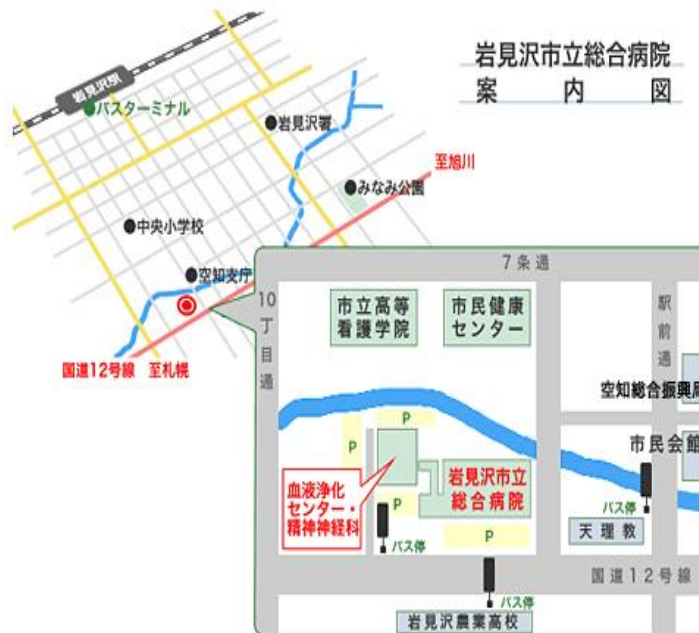 岩見沢市立総合病院
案内図
岩見沢駅
バスターミナル
岩見沢署
至旭川
みなみ公園
中央小学校
空知支庁
国道12号線 至札幌
7条通
10丁目通
駅前通
市立高等
看護学院
市民健康
センター
空知総合振興局
市民会館
P
P
P
P
血液浄化
センター・
精神神経科
岩見沢市立
総合病院
バス停
バス停
バス停
天理教
国道12号線
岩見沢農業高校